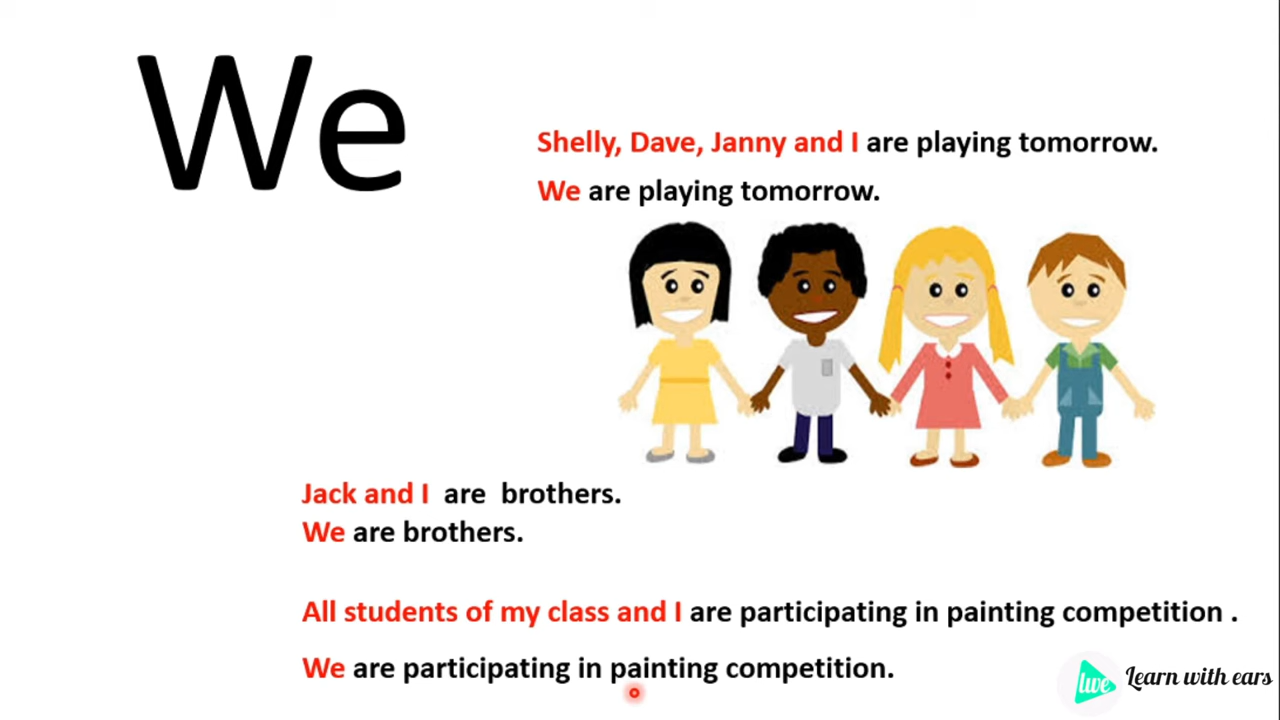 We
Shelly, Dave, Janny and I are playing tomorrow.
We are playing tomorrow.
Jack and I are brothers.
We are brothers.
All students of my class and I are participating in painting competition .
We are participating in painting competition.
lwe
Learn with ears